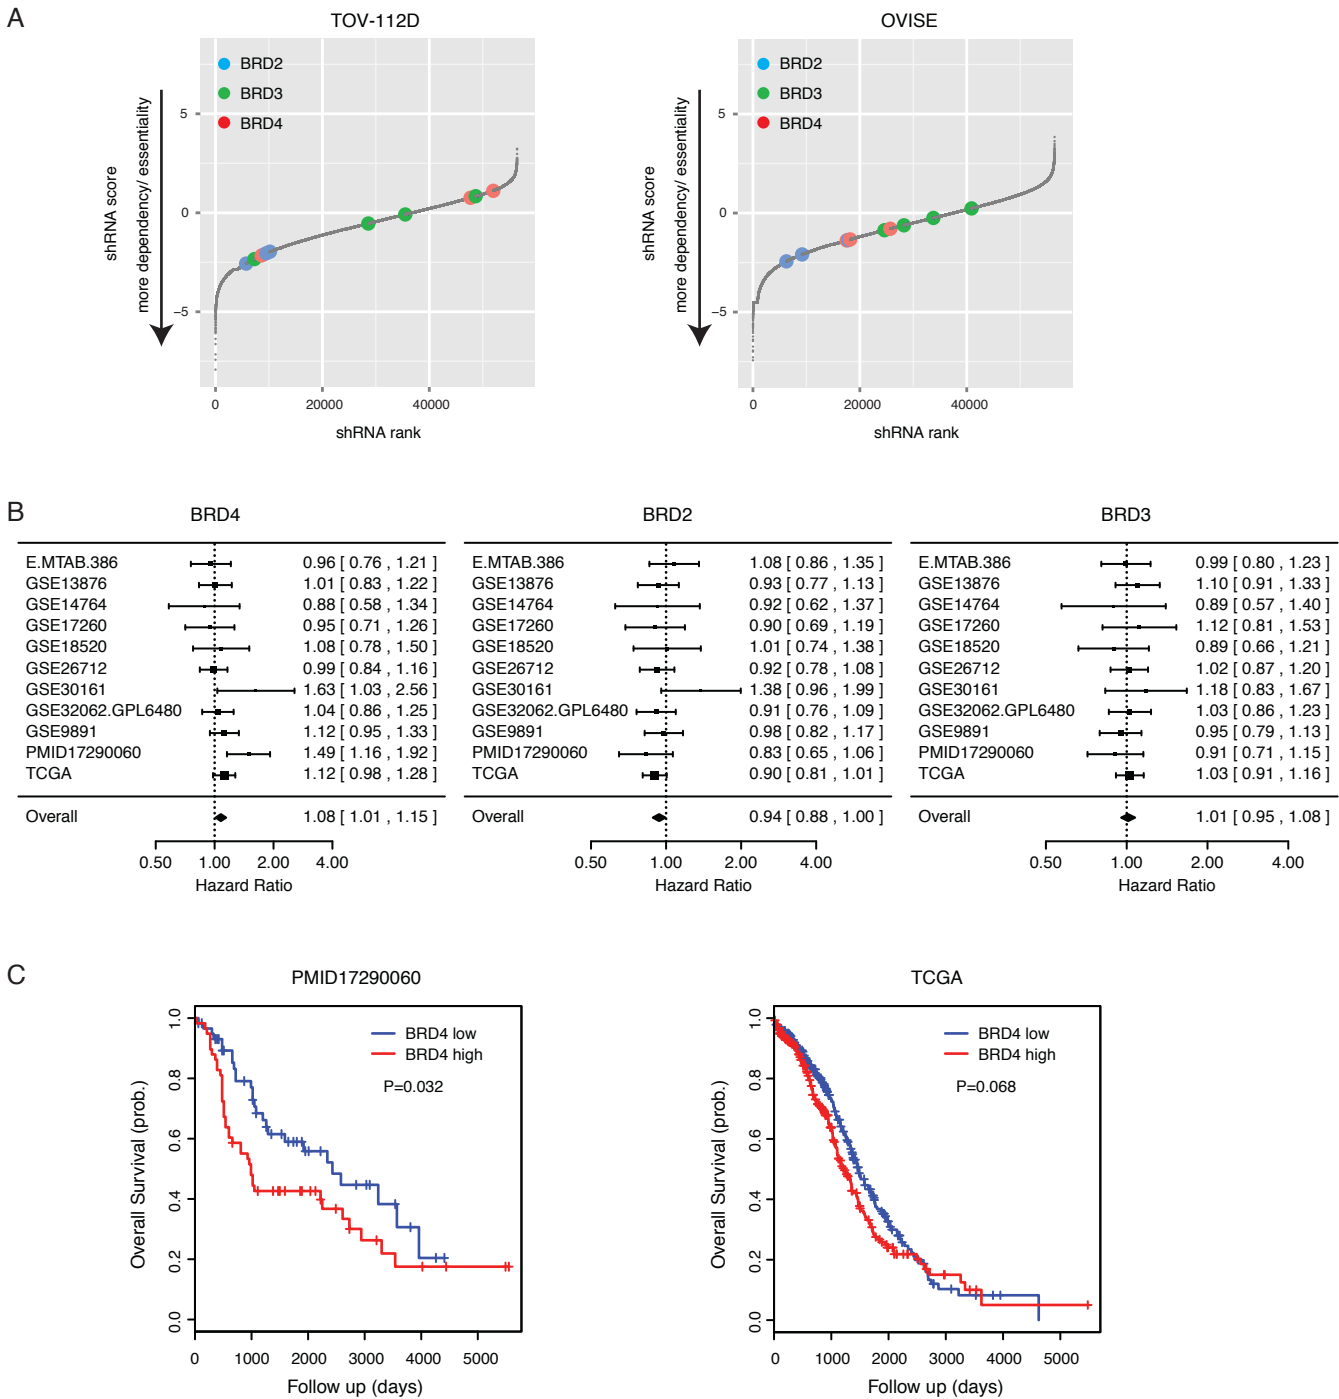 A
TOV-112D
BRD2
BRD3
BRD4
shRNA score
more dependency/ essentiality
5
0
−5
0
20000
40000
shRNA rank
OVISE
BRD2
BRD3
BRD4
shRNA score
more dependency/ essentiality
5
0
−5
0
20000
40000
shRNA rank
B
BRD4
E.MTAB.386 0.96 [ 0.76 , 1.21 ]
GSE13876 1.01 [ 0.83 , 1.22 ]
GSE14764 0.88 [ 0.58 , 1.34 ]
GSE17260 0.95 [ 0.71 , 1.26 ]
GSE18520 1.08 [ 0.78 , 1.50 ]
GSE26712 0.99 [ 0.84 , 1.16 ]
GSE30161 1.63 [ 1.03 , 2.56 ]
GSE32062.GPL6480 1.04 [ 0.86 , 1.25 ]
GSE9891 1.12 [ 0.95 , 1.33 ]
PMID17290060 1.49 [ 1.16 , 1.92 ]
TCGA 1.12 [ 0.98 , 1.28 ]
Overall 1.08 [ 1.01 , 1.15 ]
0.50 1.00 2.00 4.00
Hazard Ratio
BRD2
E.MTAB.386 1.08 [ 0.86 , 1.35 ]
GSE13876 0.93 [ 0.77 , 1.13 ]
GSE14764 0.92 [ 0.62 , 1.37 ]
GSE17260 0.90 [ 0.69 , 1.19 ]
GSE18520 1.01 [ 0.74 , 1.38 ]
GSE26712 0.92 [ 0.78 , 1.08 ]
GSE30161 1.38 [ 0.96 , 1.99 ]
GSE32062.GPL6480 0.91 [ 0.76 , 1.09 ]
GSE9891 0.98 [ 0.82 , 1.17 ]
PMID17290060 0.83 [ 0.65 , 1.06 ]
TCGA 0.90 [ 0.81 , 1.01 ]
Overall 0.94 [ 0.88 , 1.00 ]
0.50 1.00 2.00 4.00
Hazard Ratio
BRD3
E.MTAB.386 0.99 [ 0.80 , 1.23 ]
GSE13876 1.10 [ 0.91 , 1.33 ]
GSE14764 0.89 [ 0.57 , 1.40 ]
GSE17260 1.12 [ 0.81 , 1.53 ]
GSE18520 0.89 [ 0.66 , 1.21 ]
GSE26712 1.02 [ 0.87 , 1.20 ]
GSE30161 1.18 [ 0.83 , 1.67 ]
GSE32062.GPL6480 1.03 [ 0.86 , 1.23 ]
GSE9891 0.95 [ 0.79 , 1.13 ]
PMID17290060 0.91 [ 0.71 , 1.15 ]
TCGA 1.03 [ 0.91 , 1.16 ]
Overall 1.01 [ 0.95 , 1.08 ]
0.50 1.00 2.00 4.00
Hazard Ratio
C
PMID17290060
BRD4 low
BRD4 high
P=0.032
Overall Survival (prob.)
1.0
0.8
0.6
0.4
0.2
0.0
0 1000 2000 3000 4000 5000
Follow up (days)
TCGA
BRD4 low
BRD4 high
P=0.068
Overall Survival (prob.)
1.0
0.8
0.6
0.4
0.2
0.0
0 1000 2000 3000 4000 5000
Follow up (days)